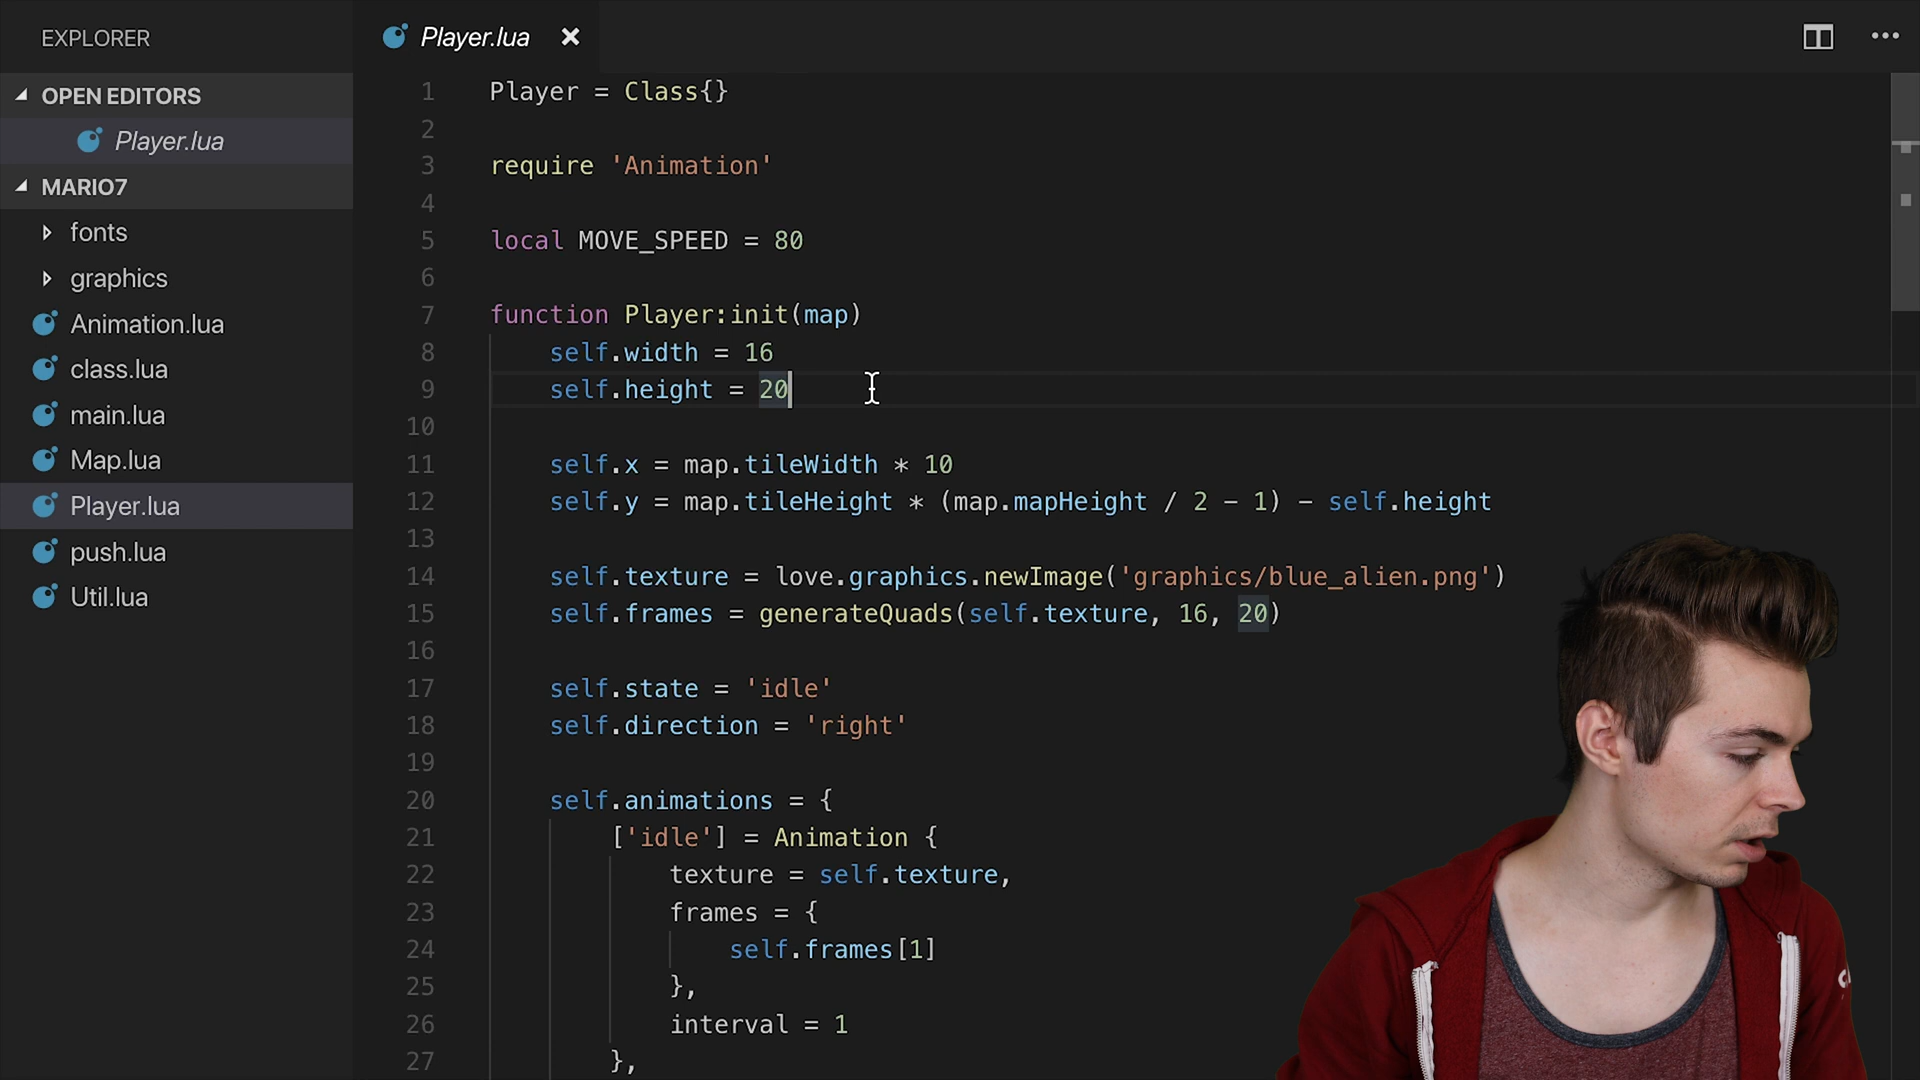 EXPLORER
OPEN EDITORS
Player.lua
MARIO7
fonts
graphics
Animation.lua
class.lua
main.lua
Map.lua
Player.lua
push.lua
Util.lua
Player.lua
1 Player = Class{}
2
3 require 'Animation'
4
5 local MOVE_SPEED = 80
6
7 function Player:init(map)
8     self.width = 16
9     self.height = 20
10
11     self.x = map.tileWidth * 10
12     self.y = map.tileHeight * (map.mapHeight / 2 - 1) - self.height
13
14     self.texture = love.graphics.newImage('graphics/blue_alien.png')
15     self.frames = generateQuads(self.texture, 16, 20)
16
17     self.state = 'idle'
18     self.direction = 'right'
19
20     self.animations = {
21         ['idle'] = Animation {
22             texture = self.texture,
23             frames = {
24                 self.frames[1]
25             },
26             interval = 1
27         },